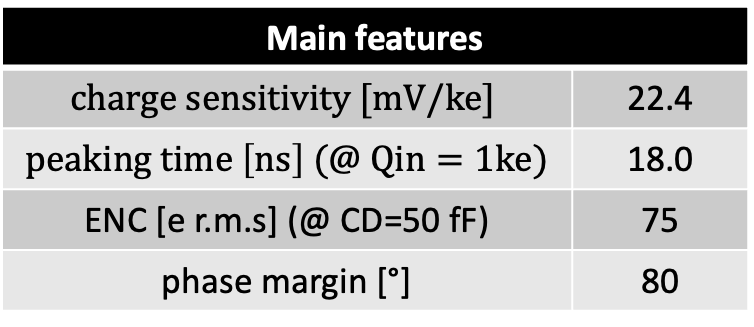 Main features
charge sensitivity [mV/ke] 22.4
peaking time [ns] (@ Qin = 1ke) 18.0
ENC [e r.m.s] (@ CD=50 fF) 75
phase margin [°] 80